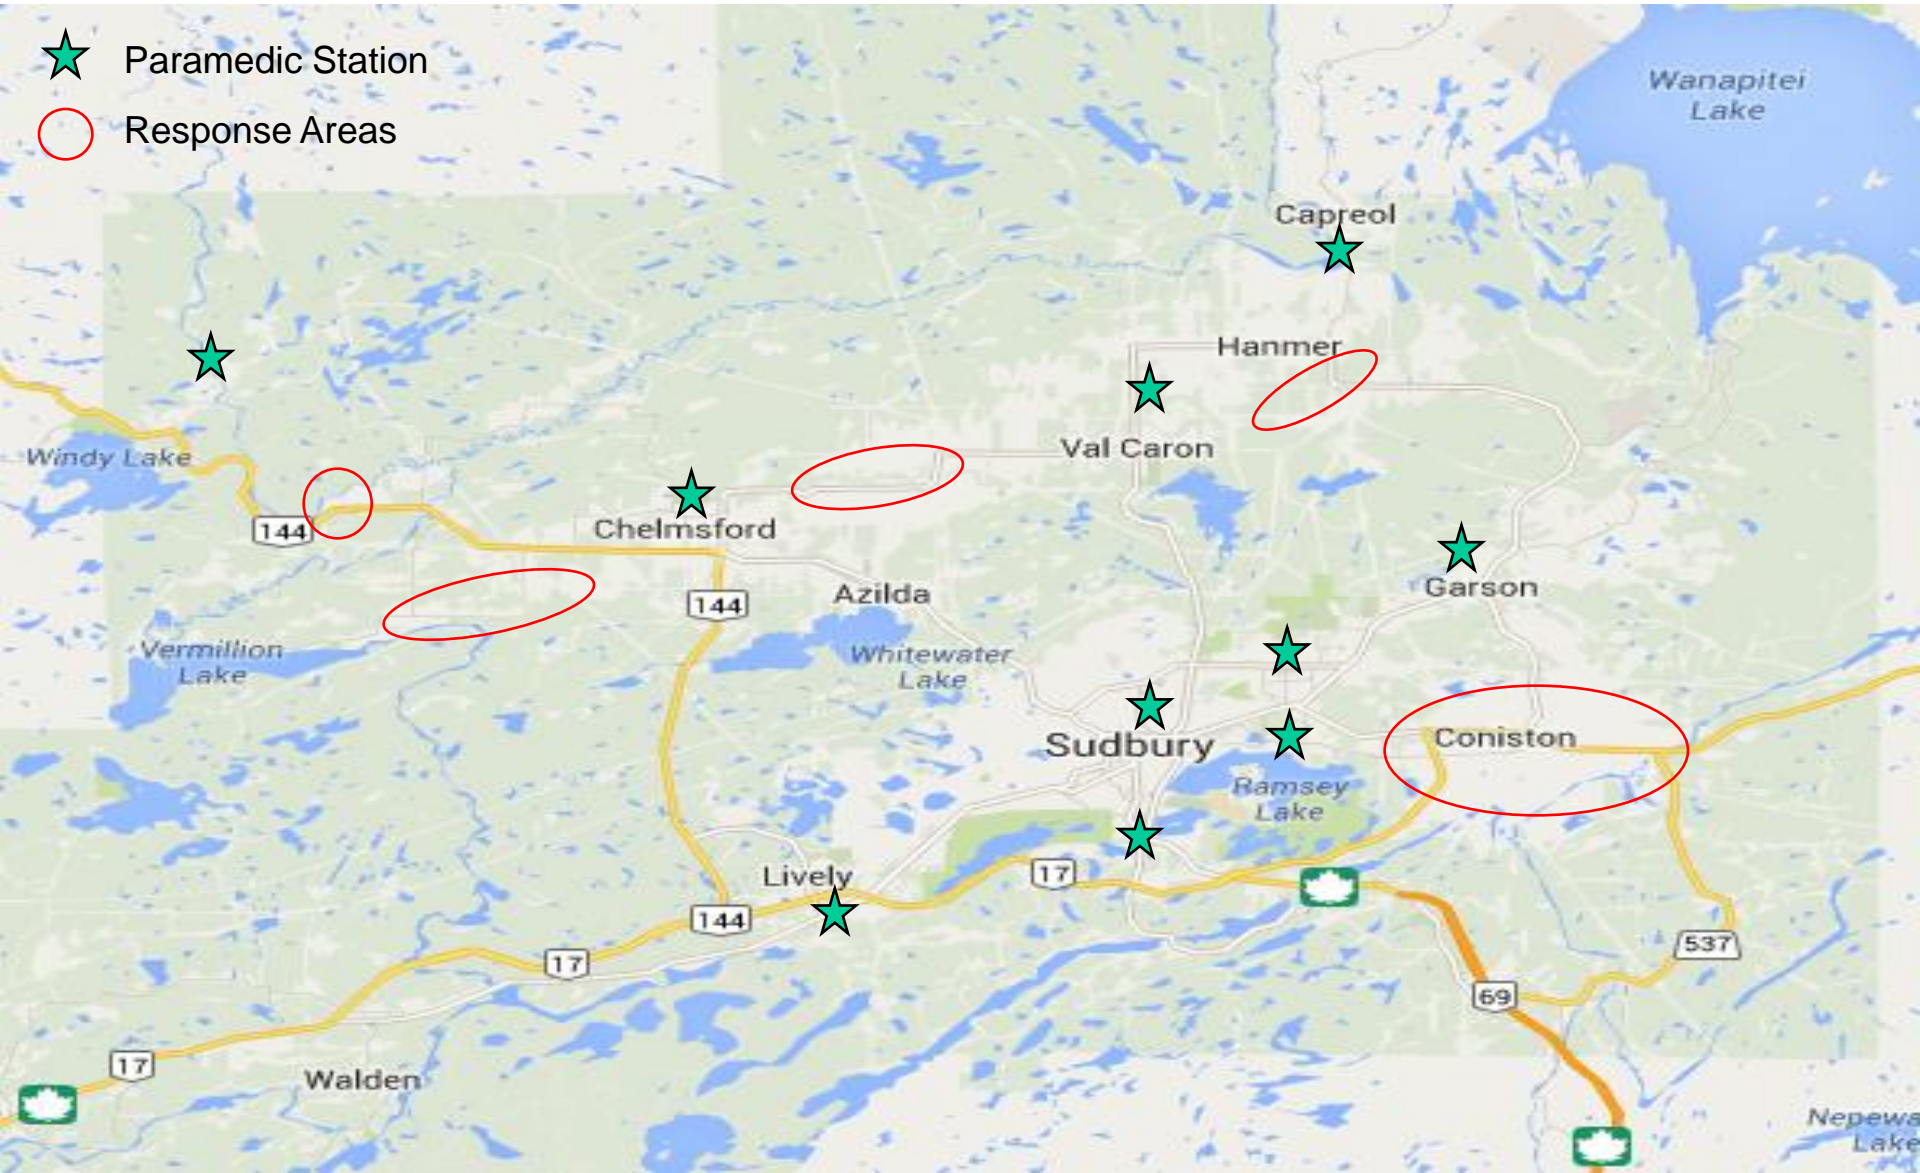 Paramedic Station
Response Areas
Wanapitei
Lake
Capreol
Hanmer
Val Caron
Windy Lake
144
Chelmsford
Garson
Azilda
144
Vermillion
Lake
Whitewater
Lake
Sudbury
Coniston
Ramsey
Lake
Lively
17
144
537
17
69
17
Walden
Nepewa
Lake